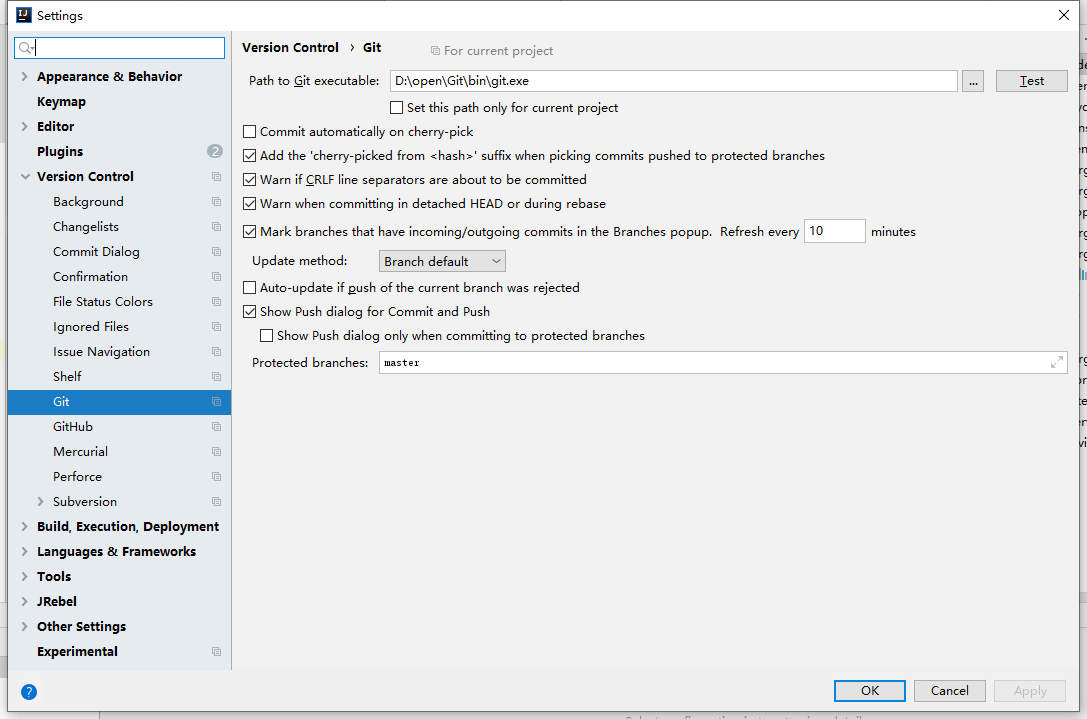 Settings
Version Control › Git
For current project
Appearance & Behavior
Keymap
Editor
Plugins
2
Version Control
Background
Changelists
Commit Dialog
Confirmation
File Status Colors
Ignored Files
Issue Navigation
Shelf
Git
GitHub
Mercurial
Perforce
Subversion
Build, Execution, Deployment
Languages & Frameworks
Tools
JRebel
Other Settings
Experimental
Path to Git executable: D:\open\Git\bin\git.exe ... Test
Set this path only for current project
Commit automatically on cherry-pick
Add the 'cherry-picked from <hash>' suffix when picking commits pushed to protected branches
Warn if CRLF line separators are about to be committed
Warn when committing in detached HEAD or during rebase
Mark branches that have incoming/outgoing commits in the Branches popup. Refresh every 10 minutes
Update method: Branch default
Auto-update if push of the current branch was rejected
Show Push dialog for Commit and Push
Show Push dialog only when committing to protected branches
Protected branches: master
?
OK Cancel Apply